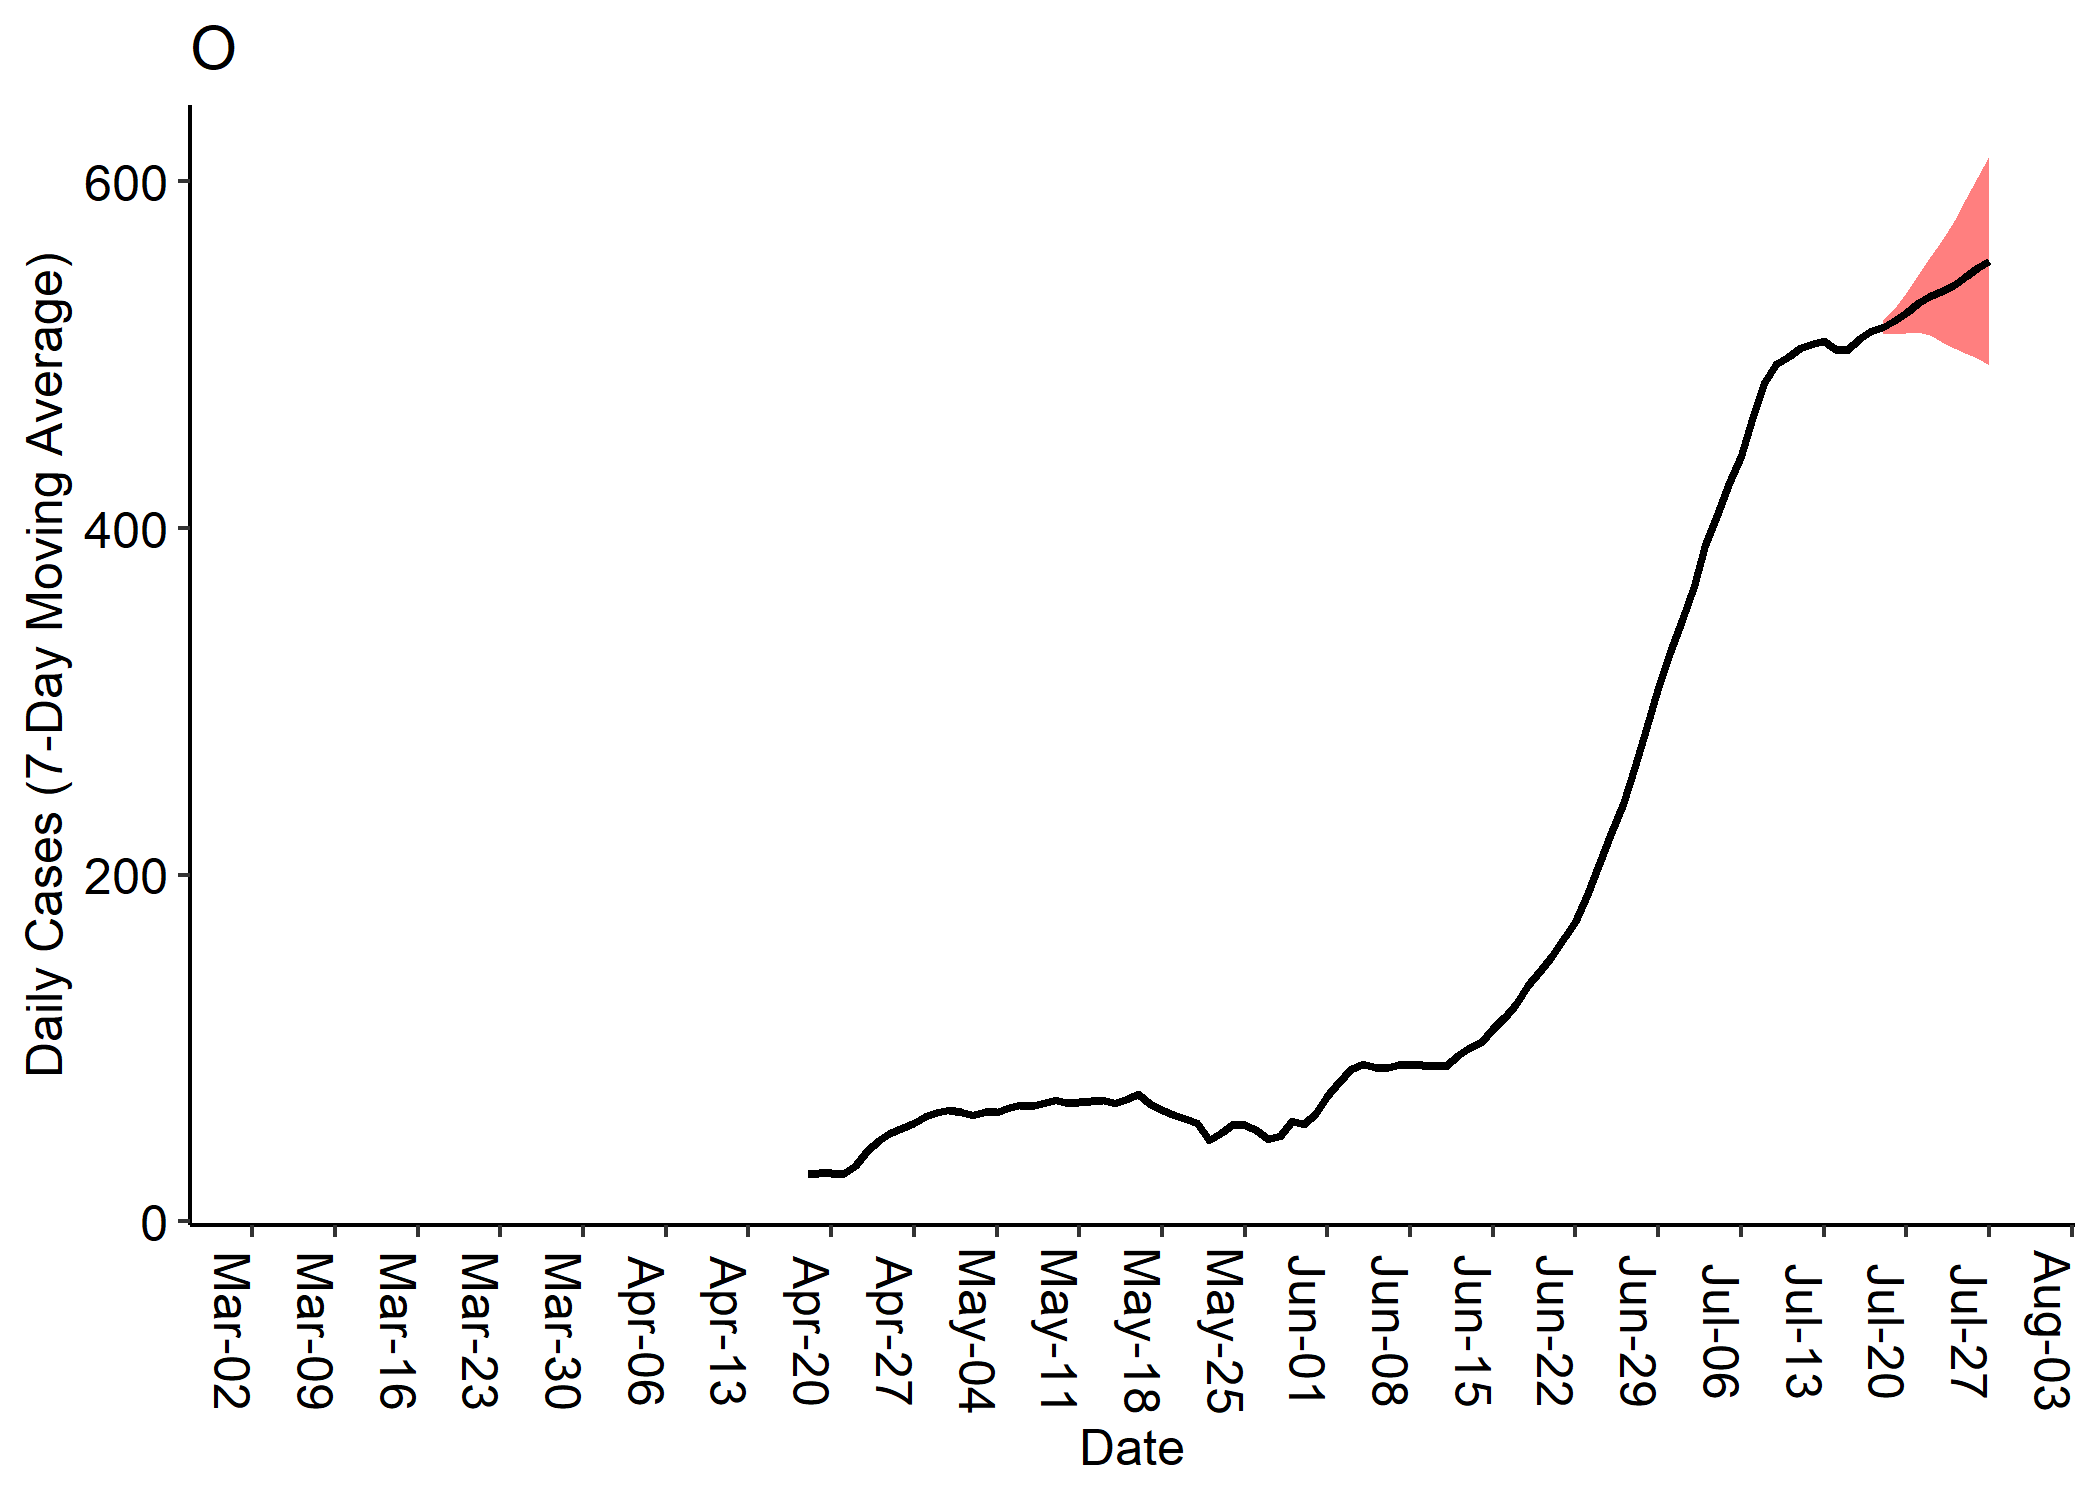 O
Daily Cases (7-Day Moving Average)
600
400
200
0
Mar-02
Mar-09
Mar-16
Mar-23
Mar-30
Apr-06
Apr-13
Apr-20
Apr-27
May-04
May-11
May-18
May-25
Jun-01
Jun-08
Jun-15
Jun-22
Jun-29
Jul-06
Jul-13
Jul-20
Jul-27
Aug-03
Date